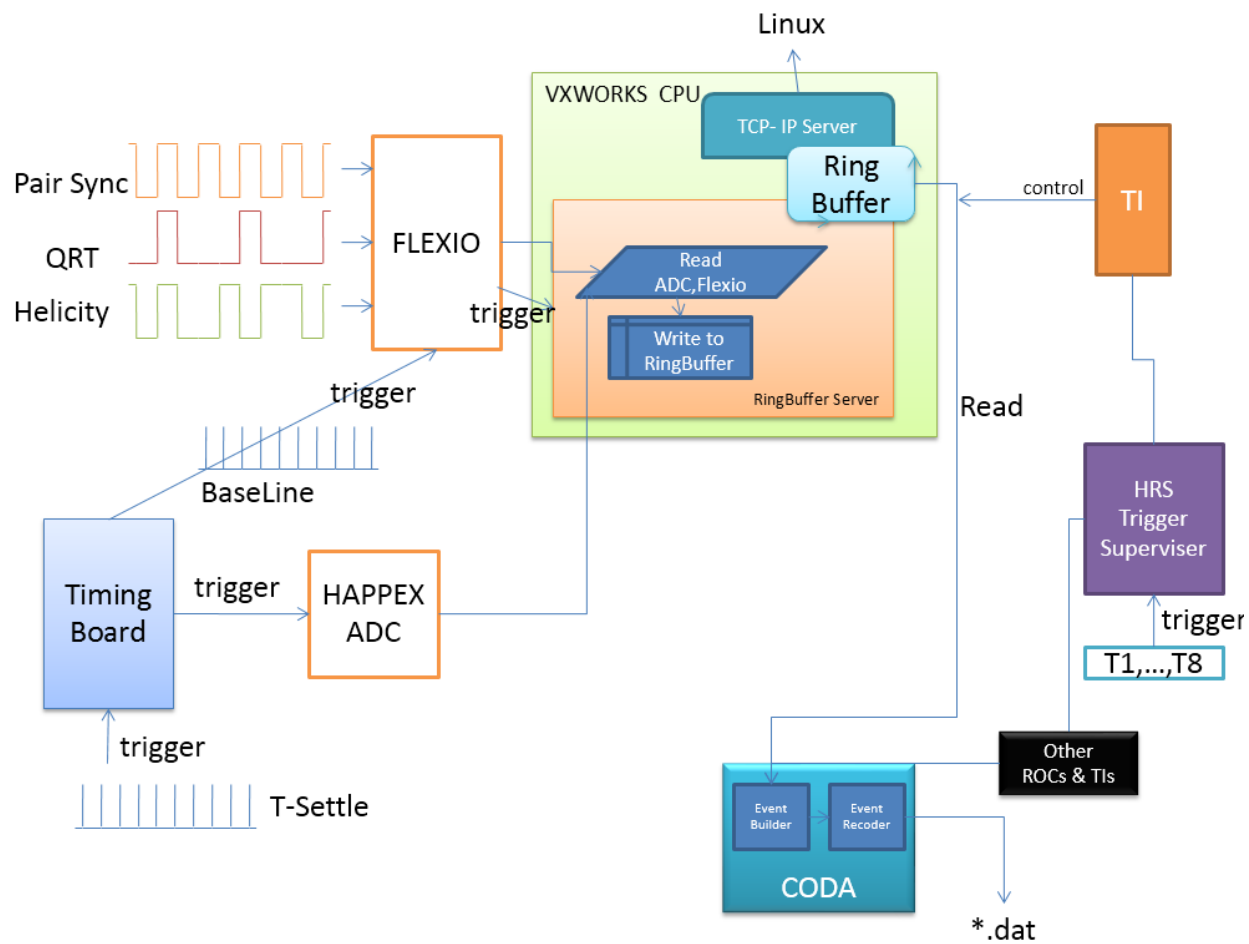 Linux
VXWORKS CPU
TCP- IP Server
Ring
Buffer
Pair Sync
QRT
Helicity
FLEXIO
trigger
Read
ADC,Flexio
Write to
RingBuffer
RingBuffer Server
control
TI
trigger
BaseLine
Read
HRS
Trigger
Superviser
trigger
T1,...,T8
Timing
Board
trigger
HAPPEX
ADC
trigger
T-Settle
Other
ROCs & TIs
Event
Builder
Event
Recoder
CODA
*.dat